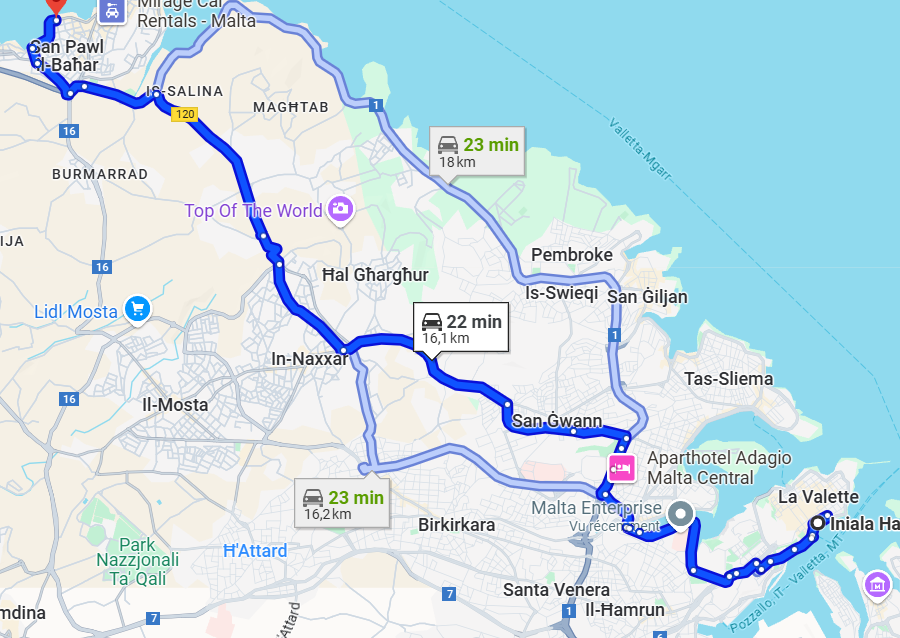 Mirage Car
Rentals - Malta
San Pawl
il-Baħar
IS-SALINA
120
MAGĦTAB
1
16
23 min
18 km
Valletta-Mgarr
BURMARRAD
Top Of The World
IJA
16
Pembroke
Ħal Għargħur
Is-Swieqi
San Ġiljan
Lidl Mosta
22 min
16,1 km
1
In-Naxxar
Tas-Sliema
16
Il-Mosta
San Ġwann
Aparthotel Adagio
Malta Central
23 min
16,2 km
La Valette
Malta Enterprise
Vu récemment
Iniala Ha
Birkirkara
Park
Nazzjonali
Ta' Qali
Ħ'Attard
Pozzallo, IT - Valletta, MT
Santa Venera
7
Il-Ħamrun
1
mdina
7
'Attard
6